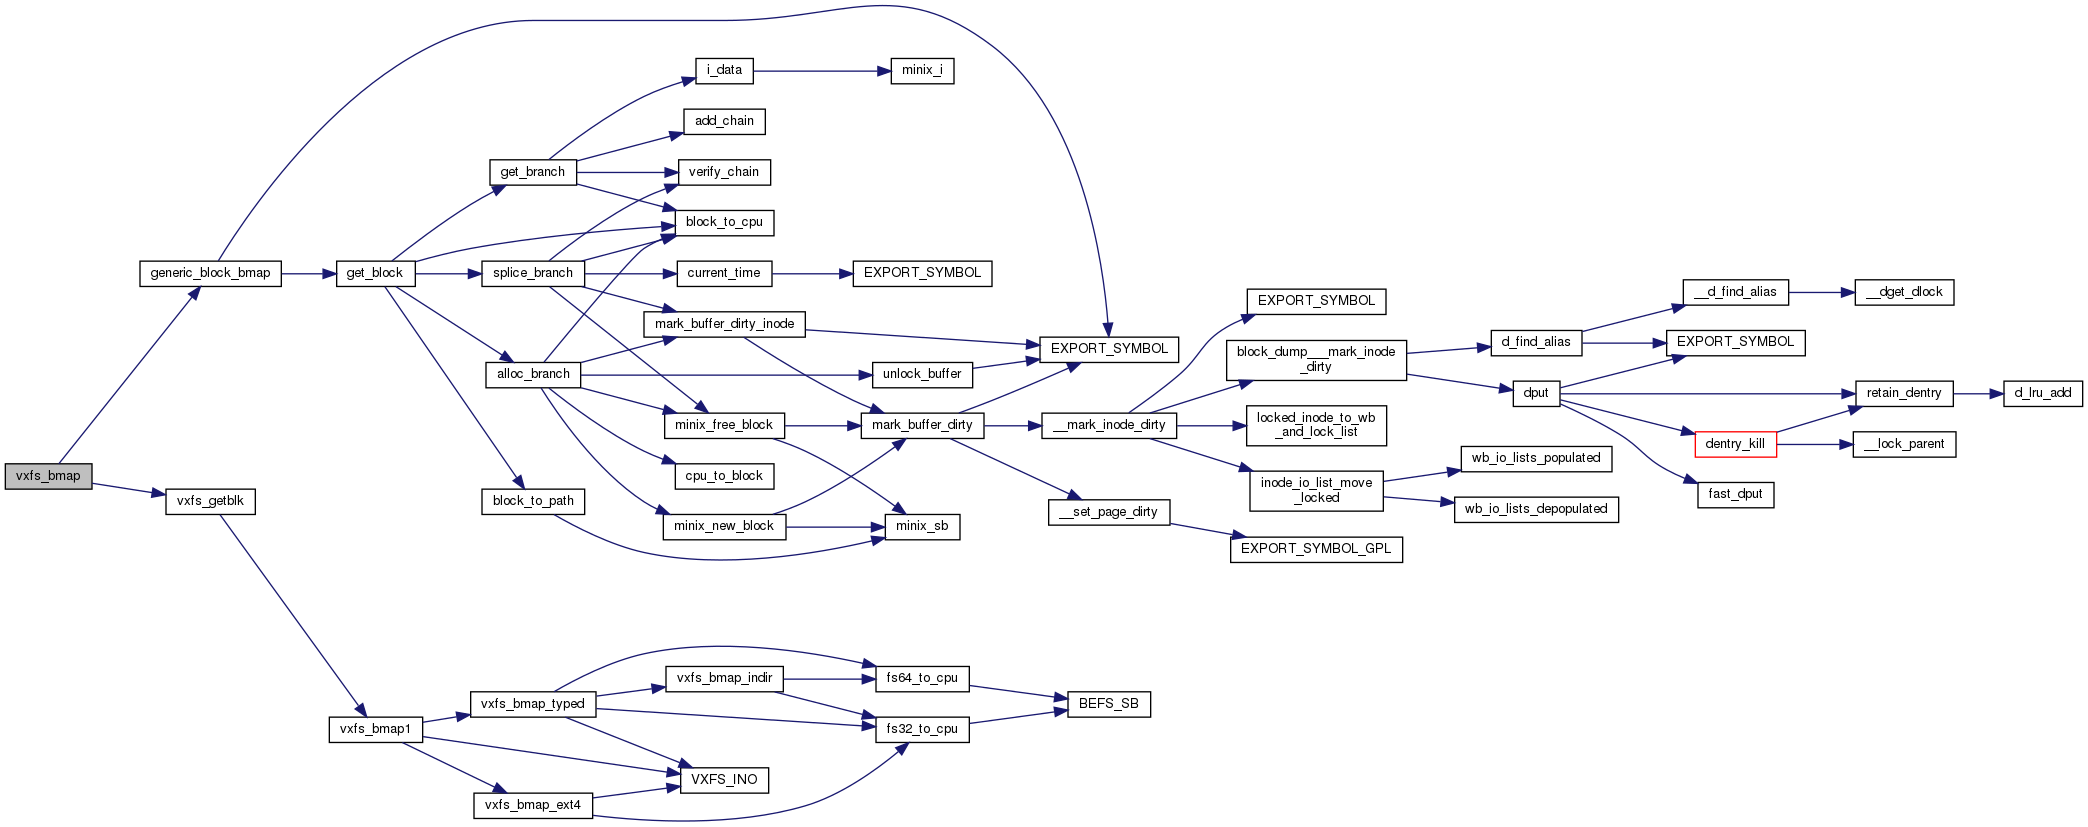 vxfs_bmap
generic_block_bmap
vxfs_getblk
get_block
vxfs_bmap1
get_branch
splice_branch
alloc_branch
block_to_path
vxfs_bmap_typed
vxfs_bmap_ext4
i_data
add_chain
verify_chain
block_to_cpu
current_time
mark_buffer_dirty_inode
minix_free_block
cpu_to_block
minix_new_block
vxfs_bmap_indir
VXFS_INO
minix_i
EXPORT_SYMBOL
unlock_buffer
mark_buffer_dirty
minix_sb
fs64_to_cpu
fs32_to_cpu
EXPORT_SYMBOL
__mark_inode_dirty
__set_page_dirty
BEFS_SB
EXPORT_SYMBOL
block_dump___mark_inode
_dirty
locked_inode_to_wb
_and_lock_list
inode_io_list_move
_locked
EXPORT_SYMBOL_GPL
d_find_alias
dput
wb_io_lists_populated
wb_io_lists_depopulated
__d_find_alias
EXPORT_SYMBOL
dentry_kill
fast_dput
__dget_dlock
retain_dentry
__lock_parent
d_lru_add